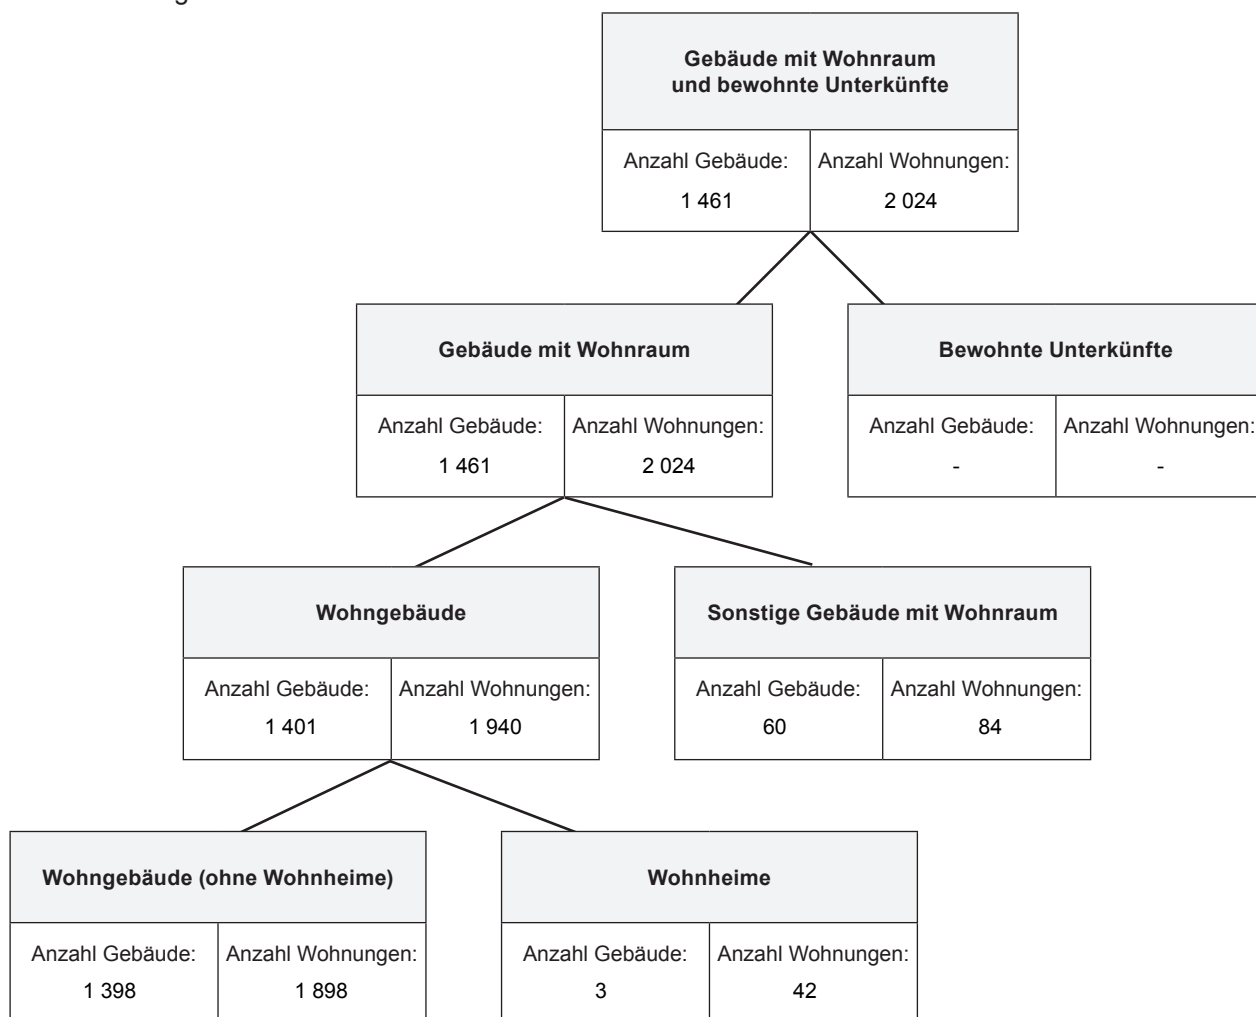 Gebäude mit Wohnraum
und bewohnte Unterkünfte
Anzahl Gebäude: Anzahl Wohnungen:
1 461 2 024
Gebäude mit Wohnraum
Anzahl Gebäude: Anzahl Wohnungen:
1 461 2 024
Bewohnte Unterkünfte
Anzahl Gebäude: Anzahl Wohnungen:
- -
Wohngebäude
Anzahl Gebäude: Anzahl Wohnungen:
1 401 1 940
Sonstige Gebäude mit Wohnraum
Anzahl Gebäude: Anzahl Wohnungen:
60 84
Wohngebäude (ohne Wohnheime)
Anzahl Gebäude: Anzahl Wohnungen:
1 398 1 898
Wohnheime
Anzahl Gebäude: Anzahl Wohnungen:
3 42